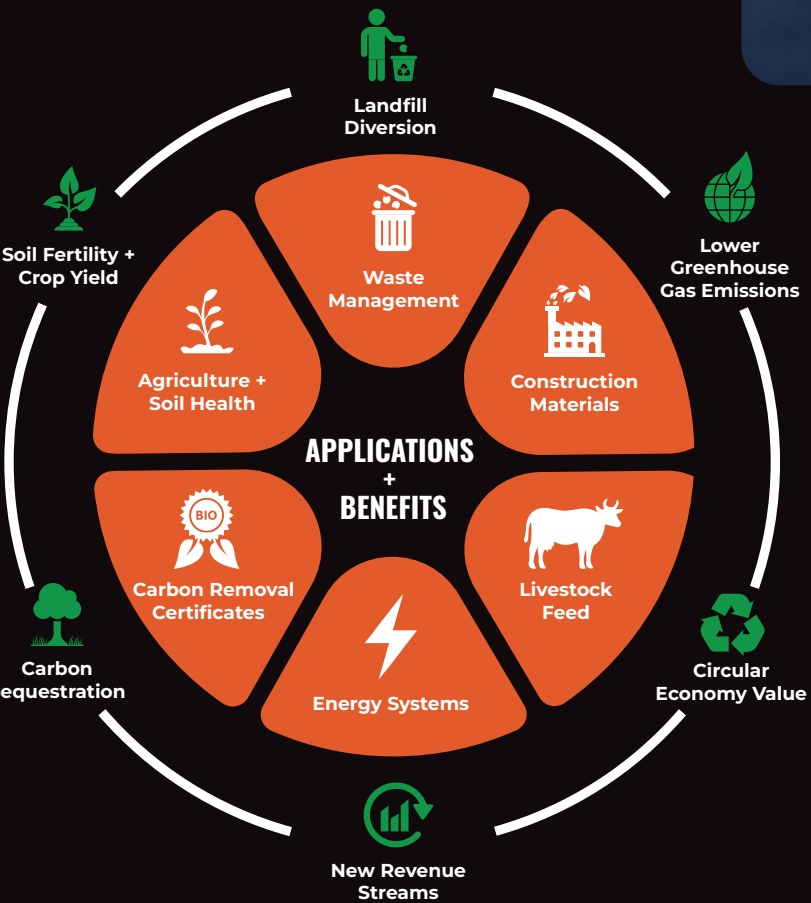 Landfill
Diversion
Soil Fertility +
Crop Yield
Lower
Greenhouse
Gas Emissions
Waste
Management
Agriculture +
Soil Health
Construction
Materials
APPLICATIONS
+
BENEFITS
BIO
Carbon Removal
Certificates
Livestock
Feed
Energy Systems
Carbon
equestration
Circular
Economy Value
New Revenue
Streams